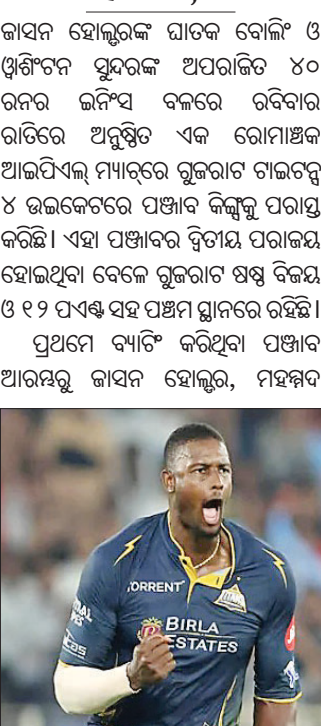 ଜାସନ ହୋଲ୍ଡରଙ୍କ ଘାତକ ବୋଲିଂ ଓ
ୱାଶିଂଟନ ସୁନ୍ଦରଙ୍କ ଅପରାଜିତ ୪୦
ରନର ଇନିଂସ ବଳରେ ରବିବାର
ରାତିରେ ଅନୁଷ୍ଠିତ ଏକ ରୋମାଞ୍ଚକ
ଆଇପିଏଲ୍ ମ୍ୟାଚ୍‌ରେ ଗୁଜରାଟ ଟାଇଟନ୍ସ
୪ ଉଇକେଟରେ ପଞ୍ଜାବ କିଙ୍ଗ୍ସକୁ ପରାସ୍ତ
କରିଛି। ଏହା ପଞ୍ଜାବର ଦ୍ୱିତୀୟ ପରାଜୟ
ହୋଇଥିବା ବେଳେ ଗୁଜରାଟ ଷଷ୍ଠ ବିଜୟ
ଓ ୧୨ ପଏଣ୍ଟ ସହ ପଞ୍ଚମ ସ୍ଥାନରେ ରହିଛି।
ପ୍ରଥମେ ବ୍ୟାଟିଂ କରିଥିବା ପଞ୍ଜାବ
ଆରମ୍ଭରୁ ଜାସନ ହୋଲ୍ଡର, ମହମ୍ମଦ
TORRENT
BIRLA
ESTATES